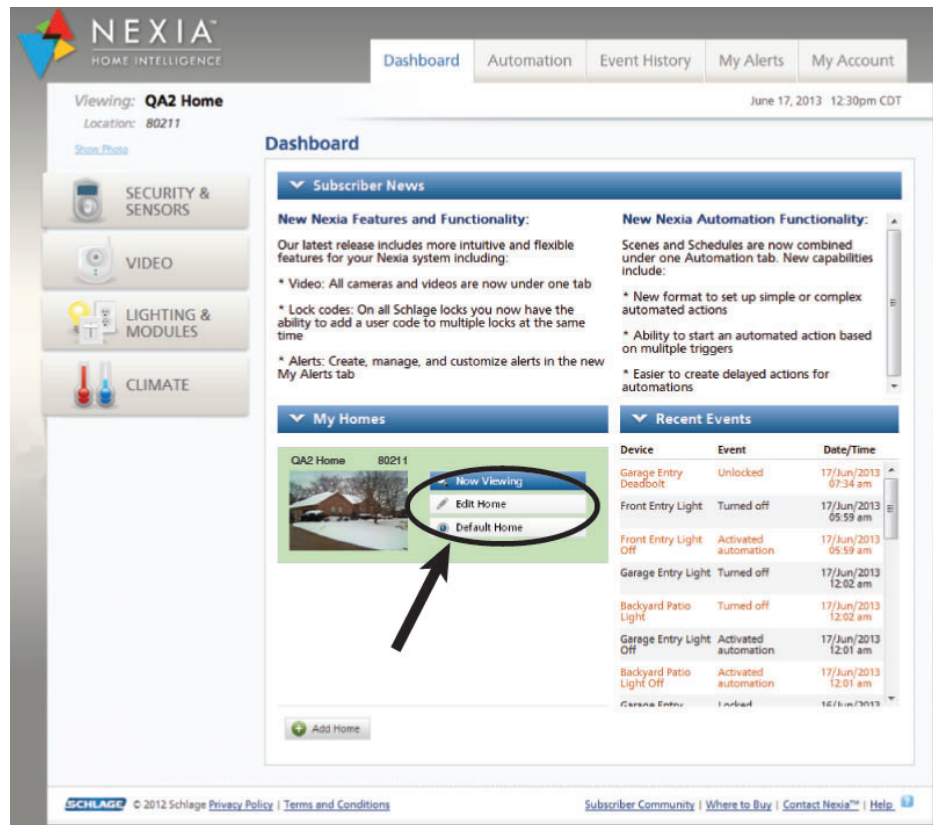 NEXIA™
HOME INTELLIGENCE
Dashboard
Automation
Event History
My Alerts
My Account
Viewing: QA2 Home
Location: 80211
Show Photo
June 17, 2013 12:30pm CDT
SECURITY &
SENSORS
VIDEO
LIGHTING &
MODULES
CLIMATE
Dashboard
Subscriber News
New Nexia Features and Functionality:
Our latest release includes more intuitive and flexible
features for your Nexia system including:
* Video: All cameras and videos are now under one tab
* Lock codes: On all Schlage locks you now have the
ability to add a user code to multiple locks at the same
time
* Alerts: Create, manage, and customize alerts in the new
My Alerts tab
New Nexia Automation Functionality:
Scenes and Schedules are now combined
under one Automation tab. New capabilities
include:
* New format to set up simple or complex
automated actions
* Ability to start an automated action based
on mulitple triggers
* Easier to create delayed actions for
automations
My Homes
QA2 Home 80211
Now Viewing
Edit Home
Default Home
Add Home
Recent Events
Device Event Date/Time
Garage Entry Unlocked 17/Jun/2013
Deadbolt 07:34 am
Front Entry Light Turned off 17/Jun/2013
05:59 am
Front Entry Light Activated 17/Jun/2013
Off automation 05:59 am
Garage Entry Light Turned off 17/Jun/2013
12:02 am
Backyard Patio Turned off 17/Jun/2013
Light 12:02 am
Garage Entry Light Activated 17/Jun/2013
Off automation 12:01 am
Backyard Patio Activated 17/Jun/2013
Light Off automation 12:01 am
Garage Entry Locked 16/Jun/2013
SCHLAGE © 2012 Schlage Privacy Policy | Terms and Conditions
Subscriber Community | Where to Buy | Contact Nexia™ | Help ?